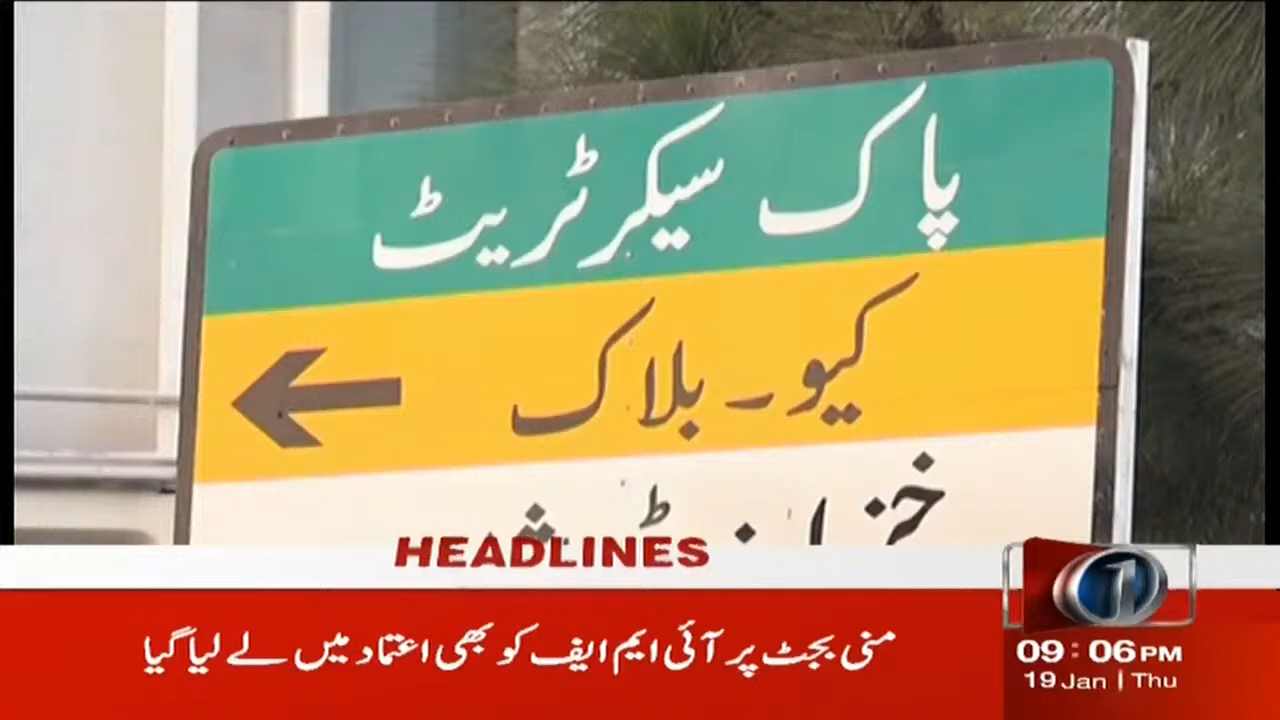 پاک سیکرٹریٹ
کیو۔بلاک
HEADLINES
منی بجٹ پر آئی ایم ایف کو بھی اعتماد میں لے لیا گیا
1
09:06 PM
19 Jan | Thu